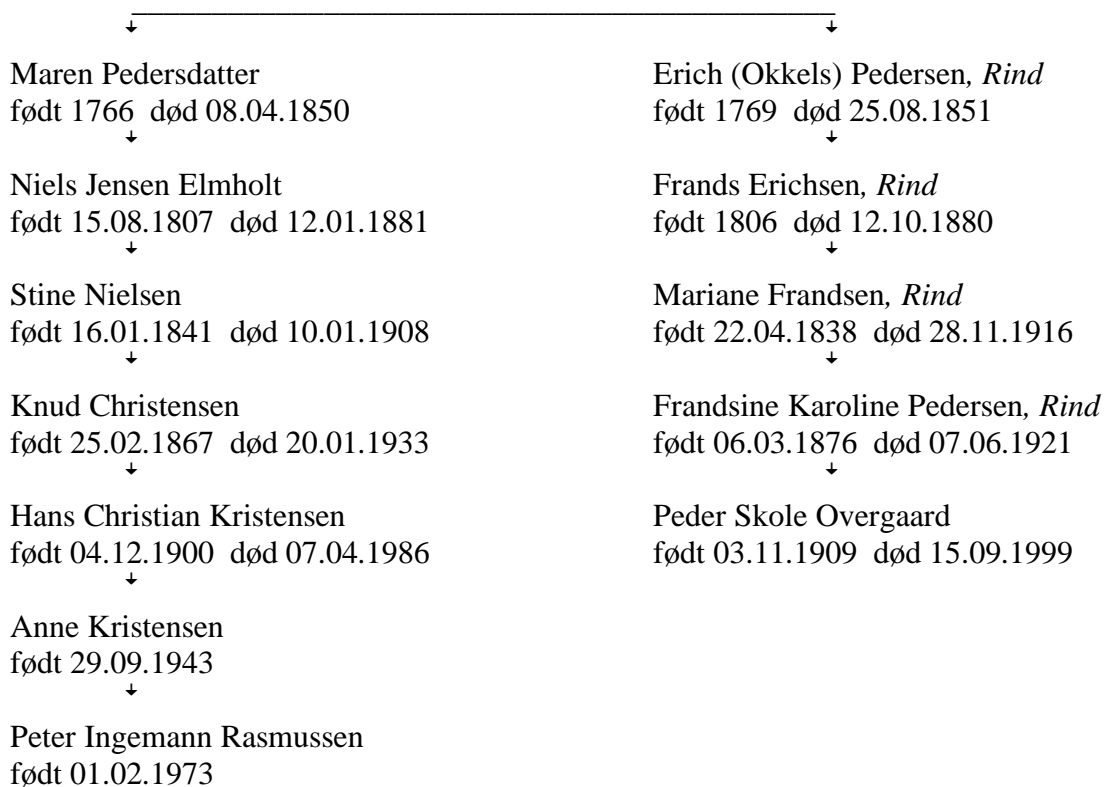 Maren Pedersdatter
født 1766 død 08.04.1850
Niels Jensen Elmholt
født 15.08.1807 død 12.01.1881
Stine Nielsen
født 16.01.1841 død 10.01.1908
Knud Christensen
født 25.02.1867 død 20.01.1933
Hans Christian Kristensen
født 04.12.1900 død 07.04.1986
Anne Kristensen
født 29.09.1943
Peter Ingemann Rasmussen
født 01.02.1973
Erich (Okkels) Pedersen, Rind
født 1769 død 25.08.1851
Frands Erichsen, Rind
født 1806 død 12.10.1880
Mariane Frandsen, Rind
født 22.04.1838 død 28.11.1916
Frandsine Karoline Pedersen, Rind
født 06.03.1876 død 07.06.1921
Peder Skole Overgaard
født 03.11.1909 død 15.09.1999